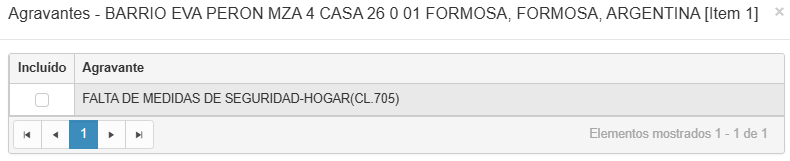 Agravantes - BARRIO EVA PERON MZA 4 CASA 26 0 01 FORMOSA, FORMOSA, ARGENTINA [Item 1] ×
Incluído Agravante
FALTA DE MEDIDAS DE SEGURIDAD-HOGAR(CL.705)
1 Elementos mostrados 1 - 1 de 1